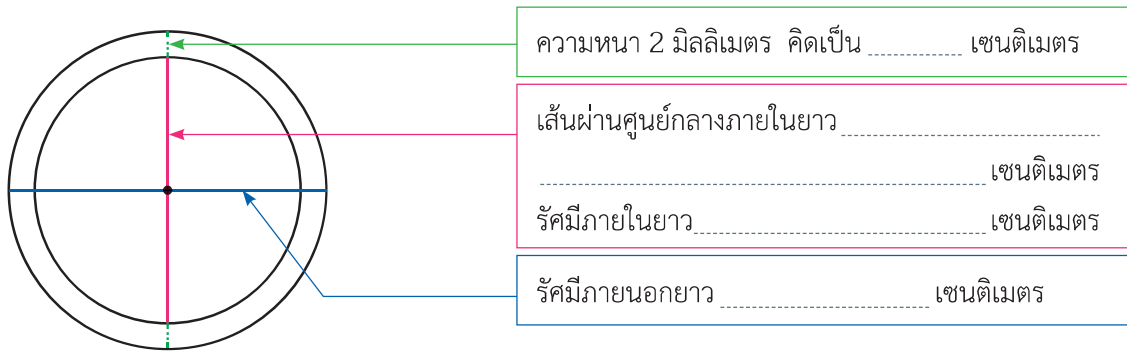 ความหนา 2 มิลลิเมตร คิดเป็น ............... เซนติเมตร
เส้นผ่านศูนย์กลางภายในยาว ........................................
........................................ เซนติเมตร
รัศมีภายในยาว ........................................ เซนติเมตร
รัศมีภายนอกยาว .............................. เซนติเมตร